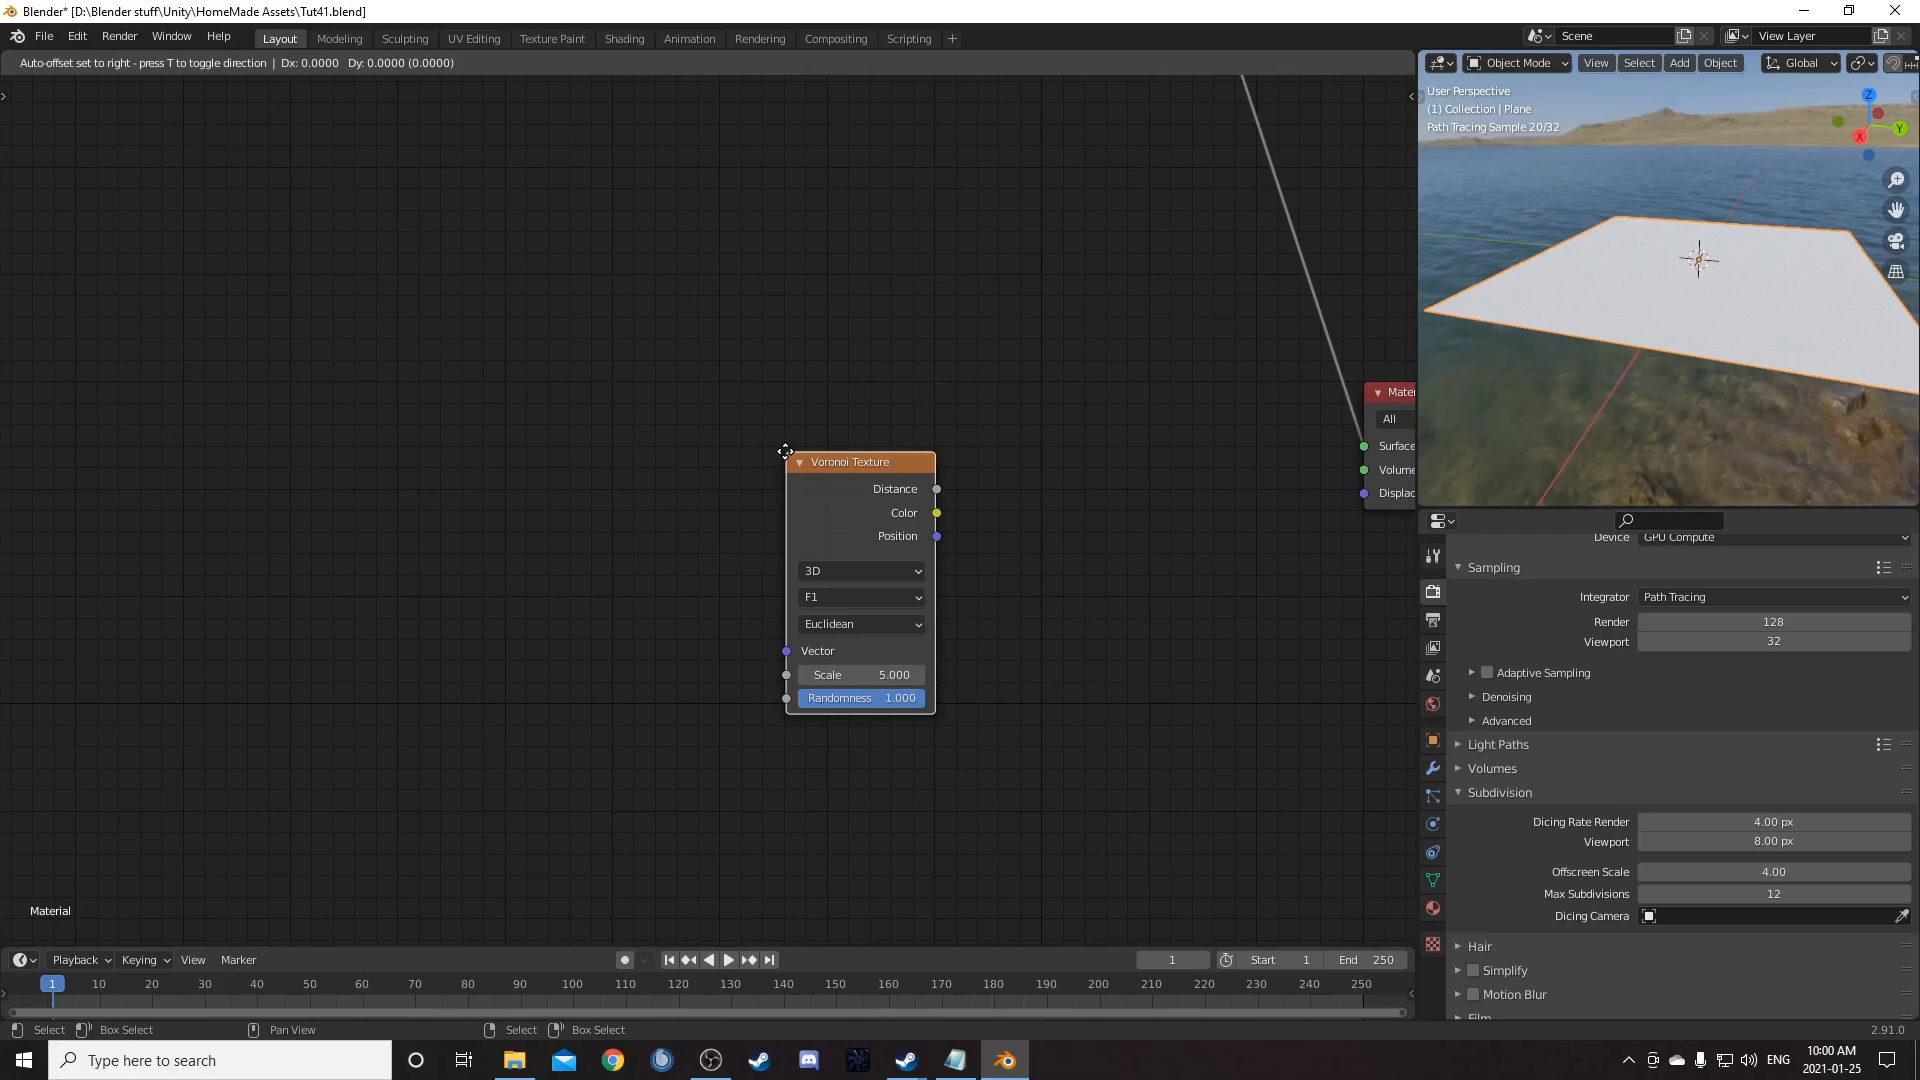 Blender* [D:\Blender stuff\Unity\HomeMade Assets\Tut41.blend]
File Edit Render Window Help Layout Modeling Sculpting UV Editing Texture Paint Shading Animation Rendering Compositing Scripting + Scene View Layer
Auto-offset set to right - press T to toggle direction | Dx: 0.0000 Dy: 0.0000 (0.0000)
Object Mode View Select Add Object Global
User Perspective
(1) Collection | Plane
Path Tracing Sample 20/32
Z
X
Y
Mater
All
Surface
Volume
Displac
Voronoi Texture
Distance
Color
Position
3D
F1
Euclidean
Vector
Scale 5.000
Randomness 1.000
Material
Device GPU Compute
Sampling
Integrator Path Tracing
Render 128
Viewport 32
Adaptive Sampling
Denoising
Advanced
Light Paths
Volumes
Subdivision
Dicing Rate Render 4.00 px
Viewport 8.00 px
Offscreen Scale 4.00
Max Subdivisions 12
Dicing Camera
Hair
Simplify
Motion Blur
Playback Keying View Marker 1 Start 1 End 250
1 10 20 30 40 50 60 70 80 90 100 110 120 130 140 150 160 170 180 190 200 210 220 230 240 250
Select Box Select Pan View Select Box Select 2.91.0
Type here to search
ENG
10:00 AM
2021-01-25